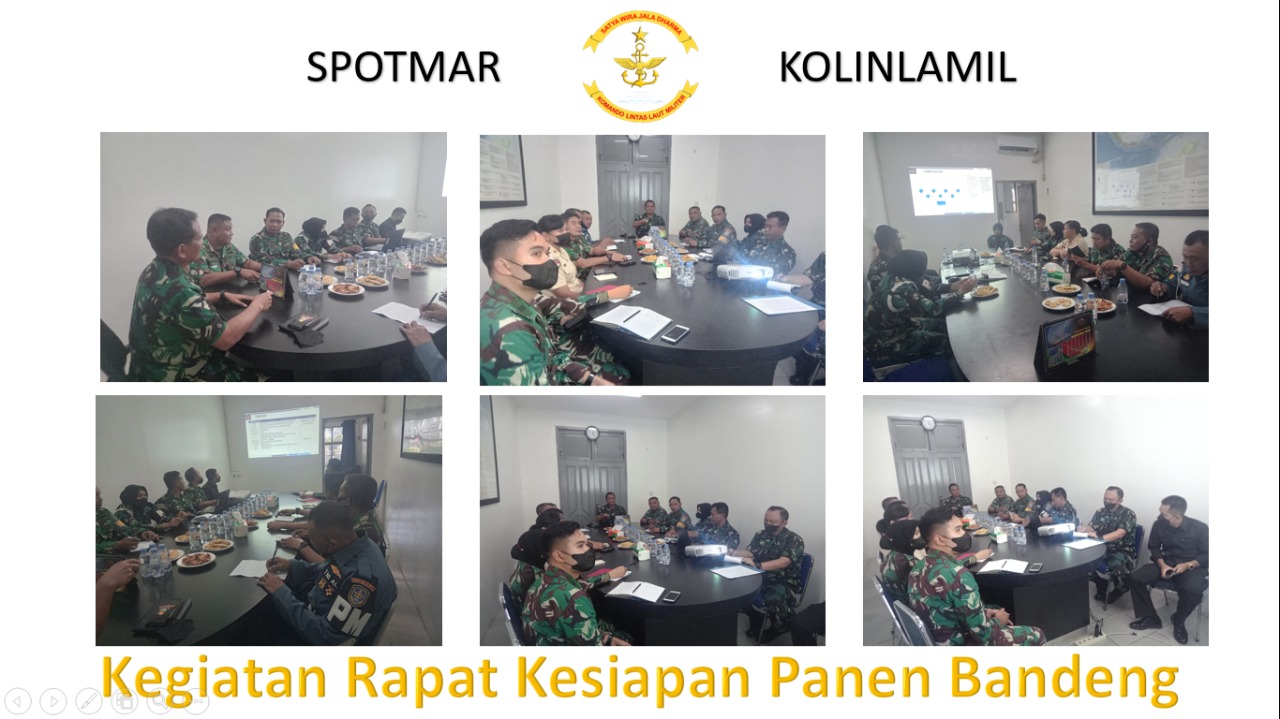 SPOTMAR
SATYA WIRA JALA DHARMA
KOMANDO LINTAS LAUT MILITER
KOLINLAMIL
PM
Kegiatan Rapat Kesiapan Panen Bandeng